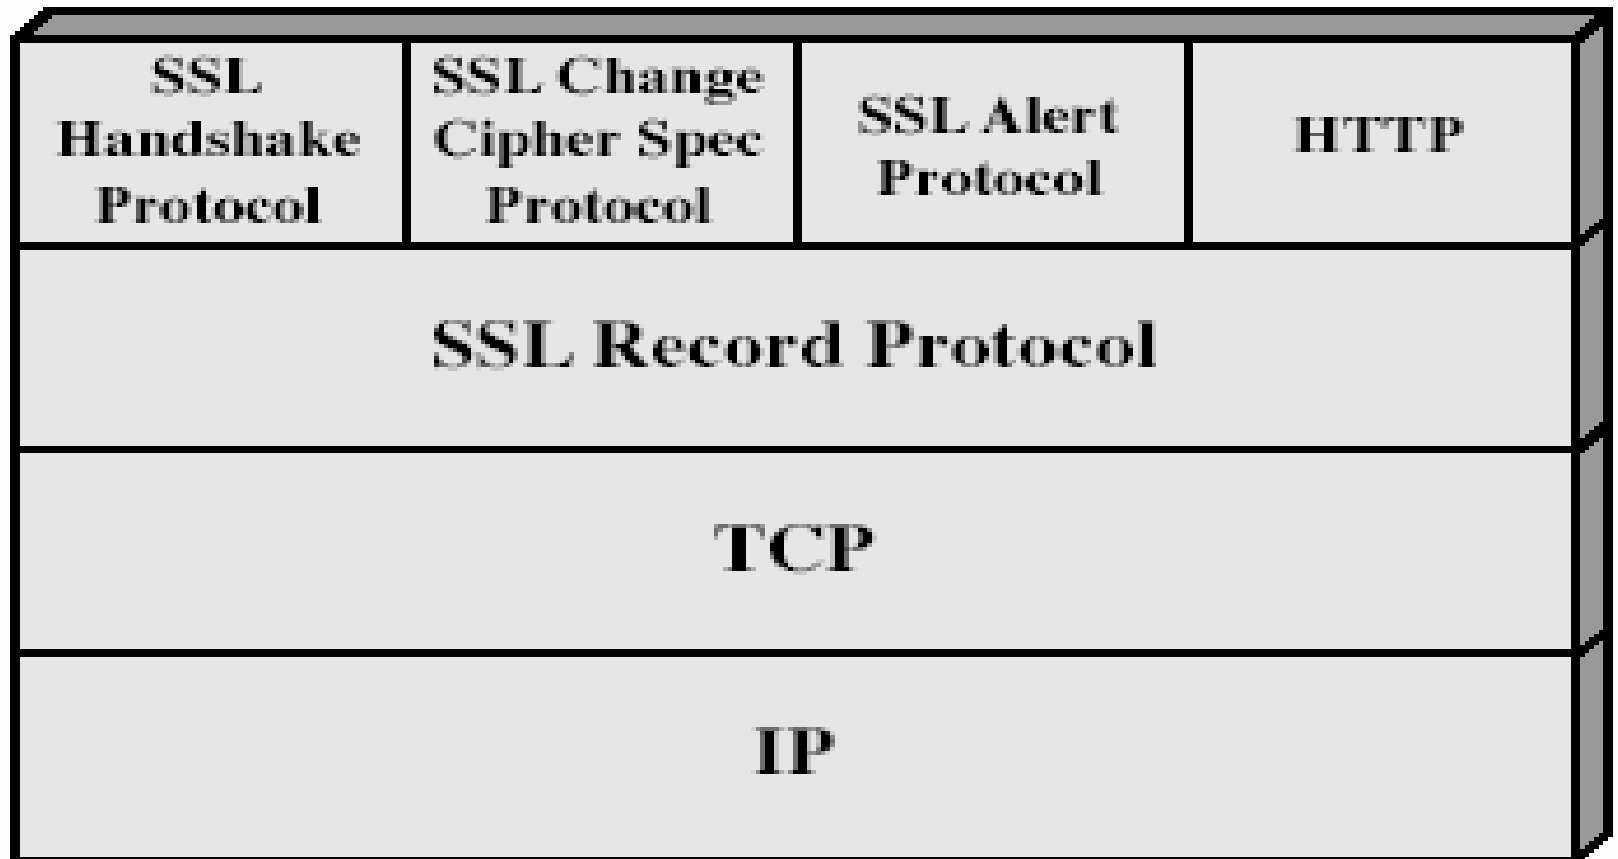 SSL
Handshake
Protocol
SSL Change
Cipher Spec
Protocol
SSL Alert
Protocol
HTTP
SSL Record Protocol
TCP
IP